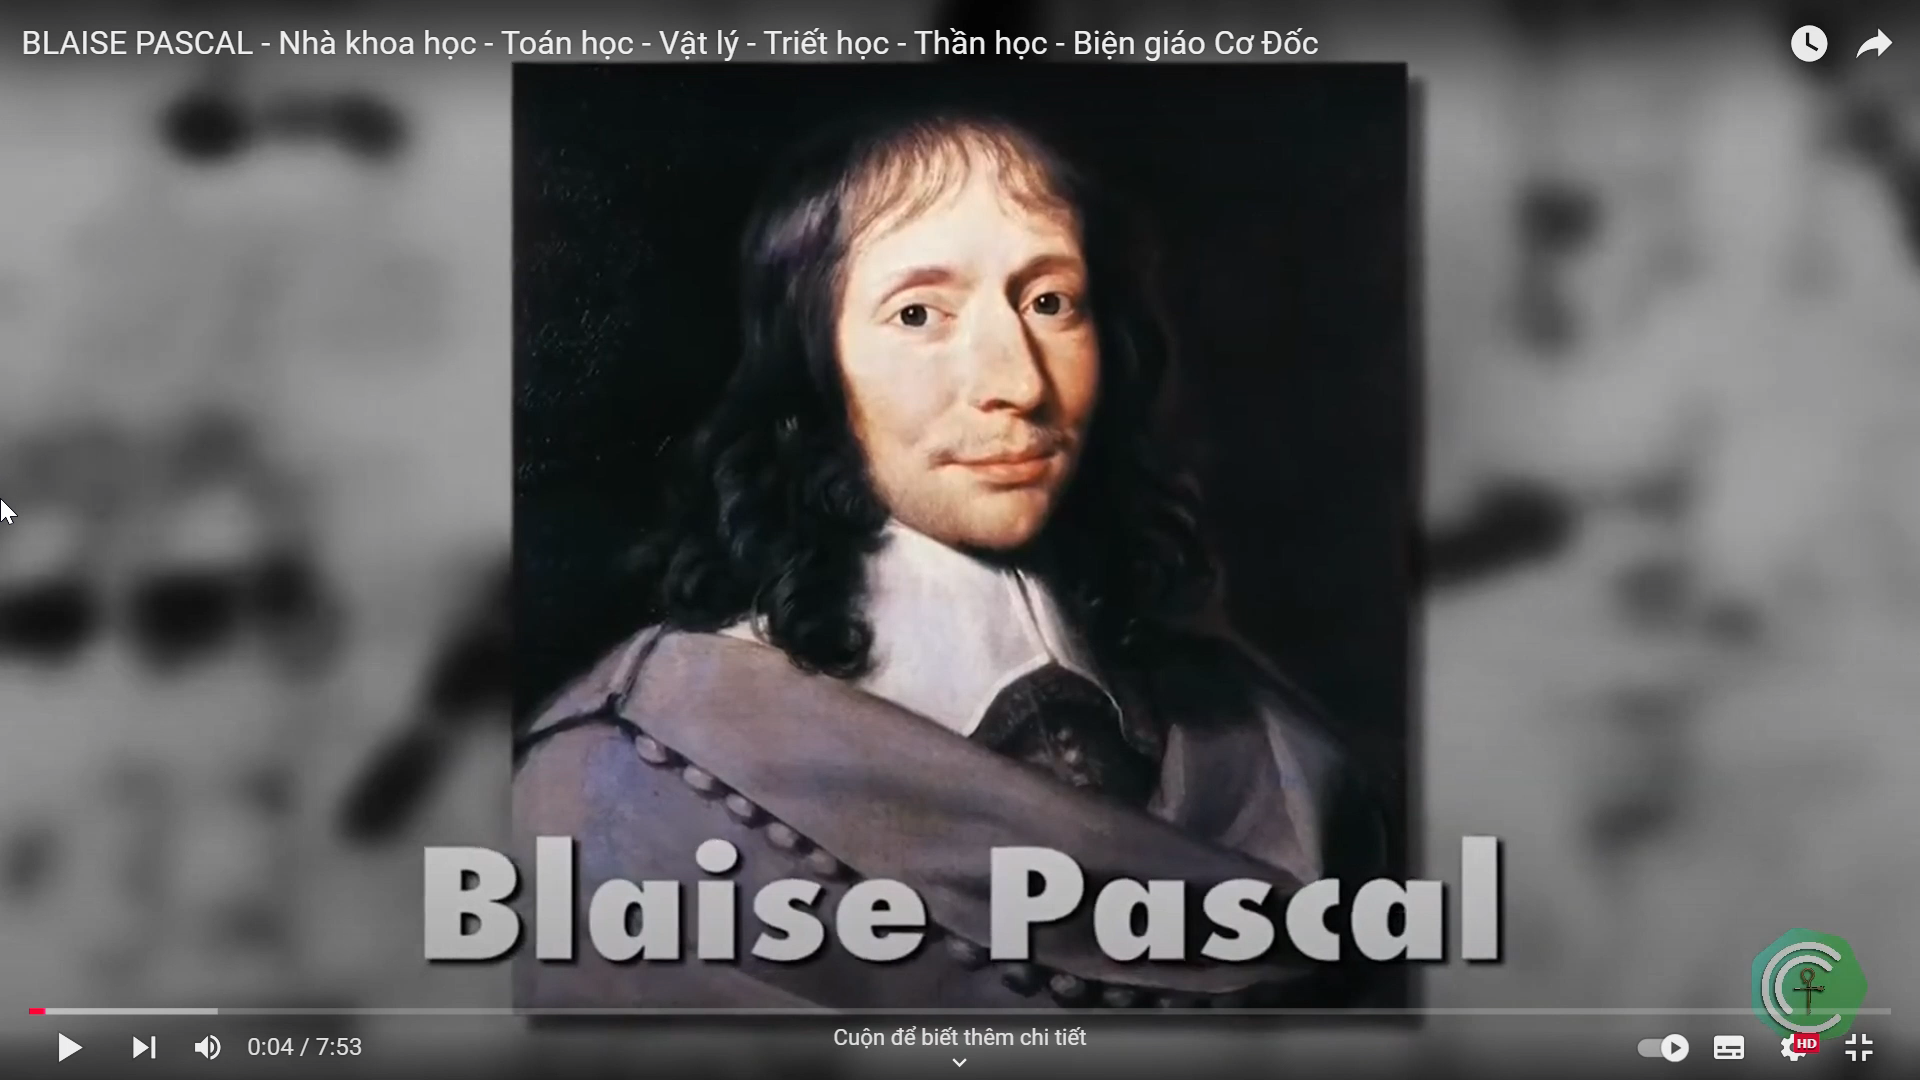 BLAISE PASCAL - Nhà khoa học - Toán học - Vật lý - Triết học - Thần học - Biện giáo Cơ Đốc
Blaise Pascal
Cuộn để biết thêm chi tiết
0:04 / 7:53
HD